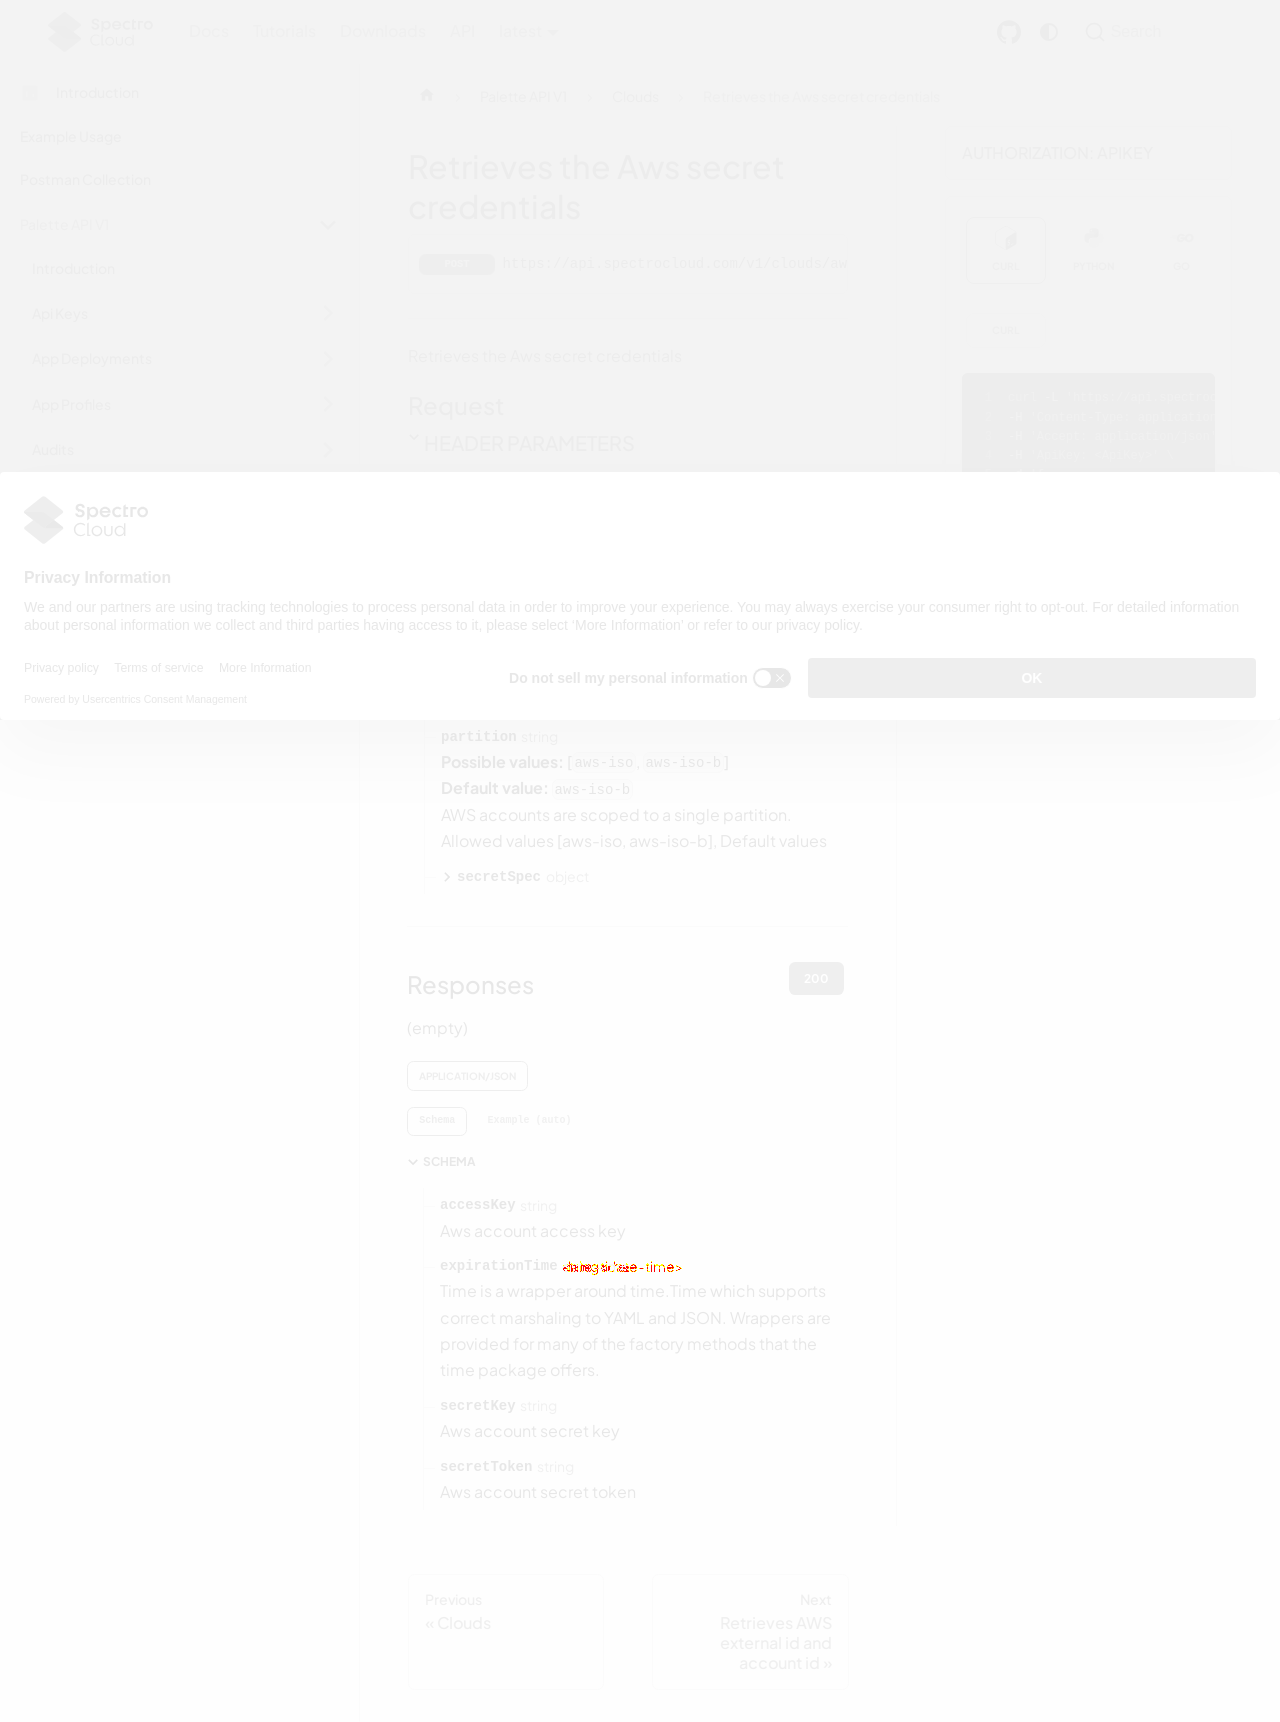 Spectro
Cloud
Docs Tutorials Downloads API latest
Search
Introduction
Example Usage
Postman Collection
Palette API V1
Introduction
Api Keys
App Deployments
App Profiles
Audits
Palette API V1
Clouds
Retrieves the Aws secret credentials
Retrieves the Aws secret
credentials
https://api.spectrocloud.com/v1/clouds/aw
Retrieves the Aws secret credentials
Request
HEADER PARAMETERS
AUTHORIZATION: APIKEY
CURL PYTHON GO
CURL
Spectro
Cloud
Privacy Information
We and our partners are using tracking technologies to process personal data in order to improve your experience. You may always exercise your consumer right to opt-out. For detailed information
about personal information we collect and third parties having access to it, please select 'More Information' or refer to our privacy policy.
Privacy policy Terms of service More Information
Powered by Usercentrics Consent Management
Do not sell my personal information
OK
partition string
Possible values: [aws-iso, aws-iso-b]
Default value: aws-iso-b
AWS accounts are scoped to a single partition.
Allowed values [aws-iso, aws-iso-b], Default values
secretSpec object
Responses
200
(empty)
APPLICATION/JSON
Schema Example (auto)
SCHEMA
accessKey string
Aws account access key
expirationTime
Time is a wrapper around time.Time which supports
correct marshaling to YAML and JSON. Wrappers are
provided for many of the factory methods that the
time package offers.
secretKey string
Aws account secret key
secretToken string
Aws account secret token
Previous
« Clouds
Next
Retrieves AWS
external id and
account id »